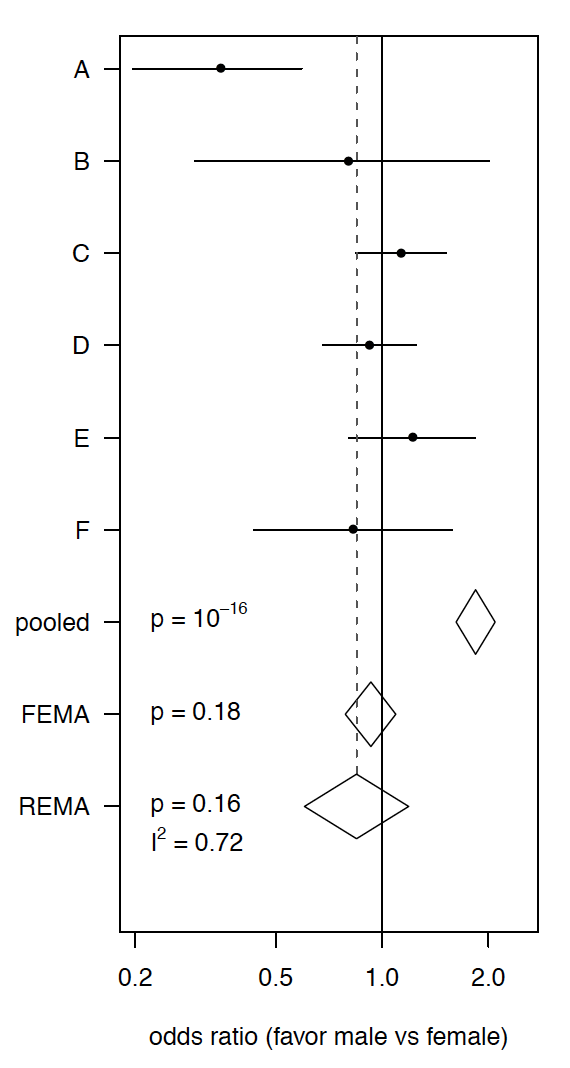 A
B
C
D
E
F
pooled p = 10⁻¹⁶
FEMA p = 0.18
REMA p = 0.16
I² = 0.72
0.2 0.5 1.0 2.0
odds ratio (favor male vs female)